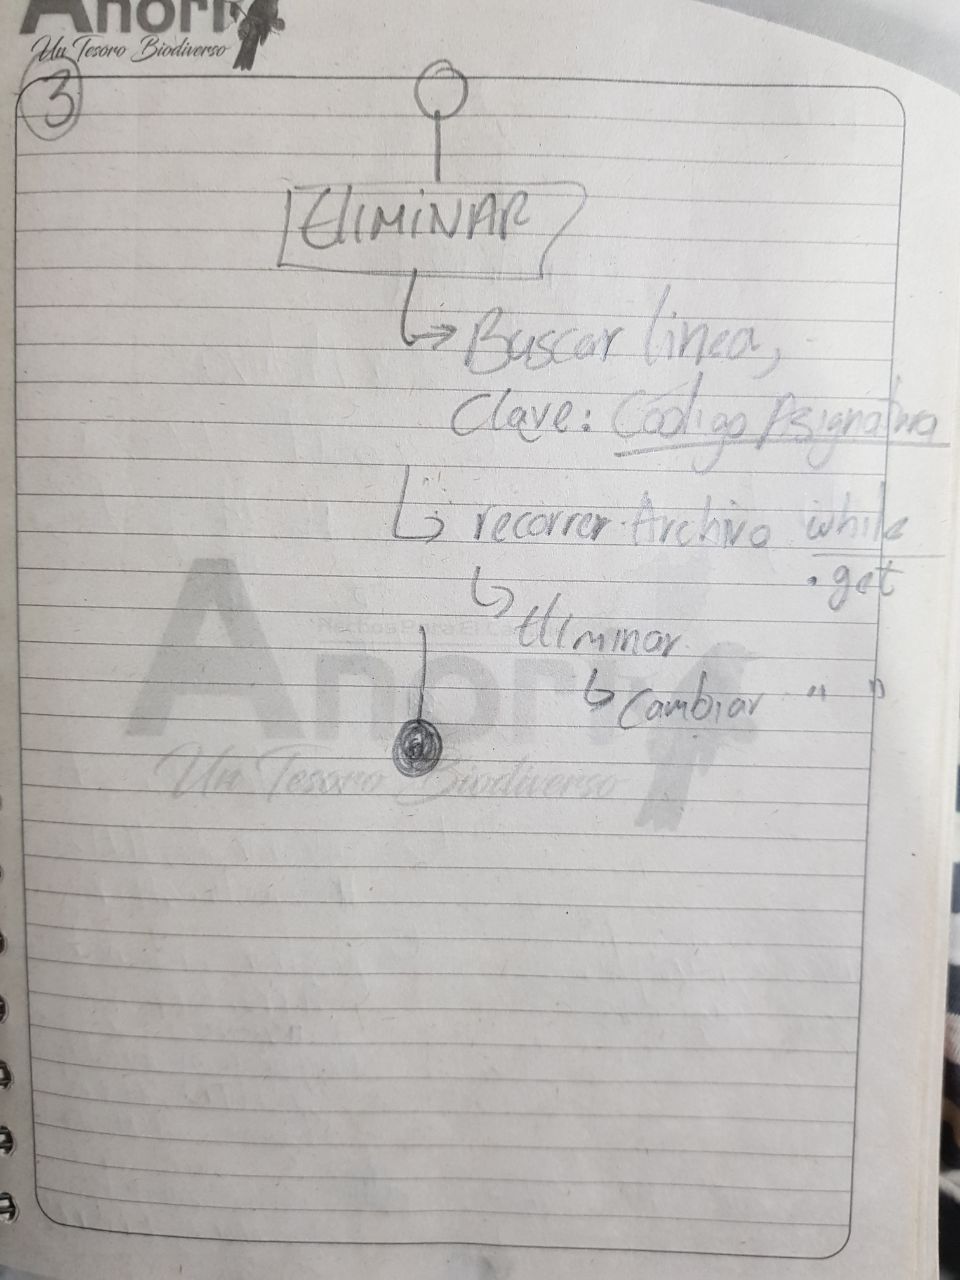 Anorí
Un Tesoro Biodiverso
3
ELIMINAR
Buscar linea,
Clave: Código Asignatura
recorrer Archivo while
.get
Eliminar
Cambiar " "
Anorí
Un Tesoro Biodiverso